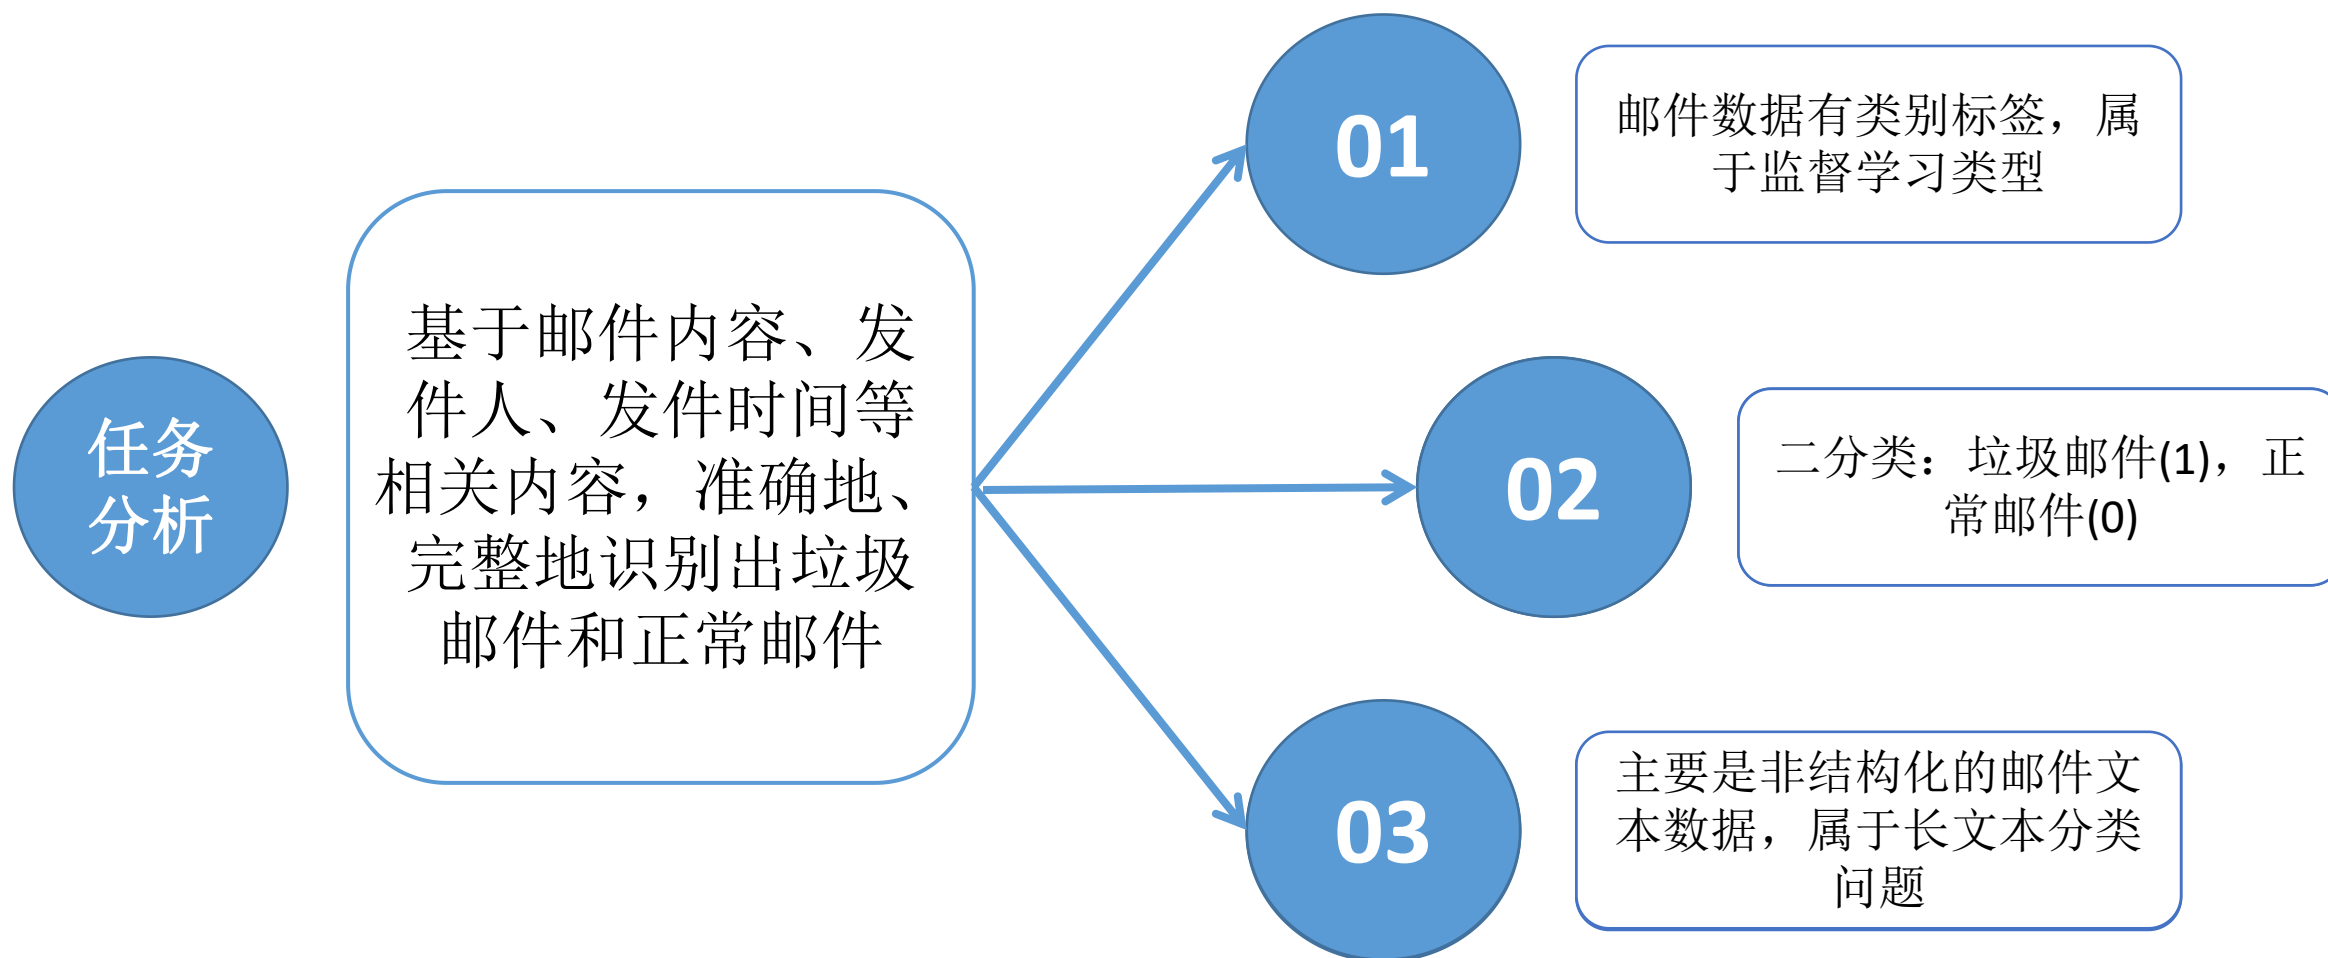 任务
分析
基于邮件内容、发
件人、发件时间等
相关内容，准确地、
完整地识别出垃圾
邮件和正常邮件
01
邮件数据有类别标签，属
于监督学习类型
02
二分类：垃圾邮件(1)，正
常邮件(0)
03
主要是非结构化的邮件文
本数据，属于长文本分类
问题